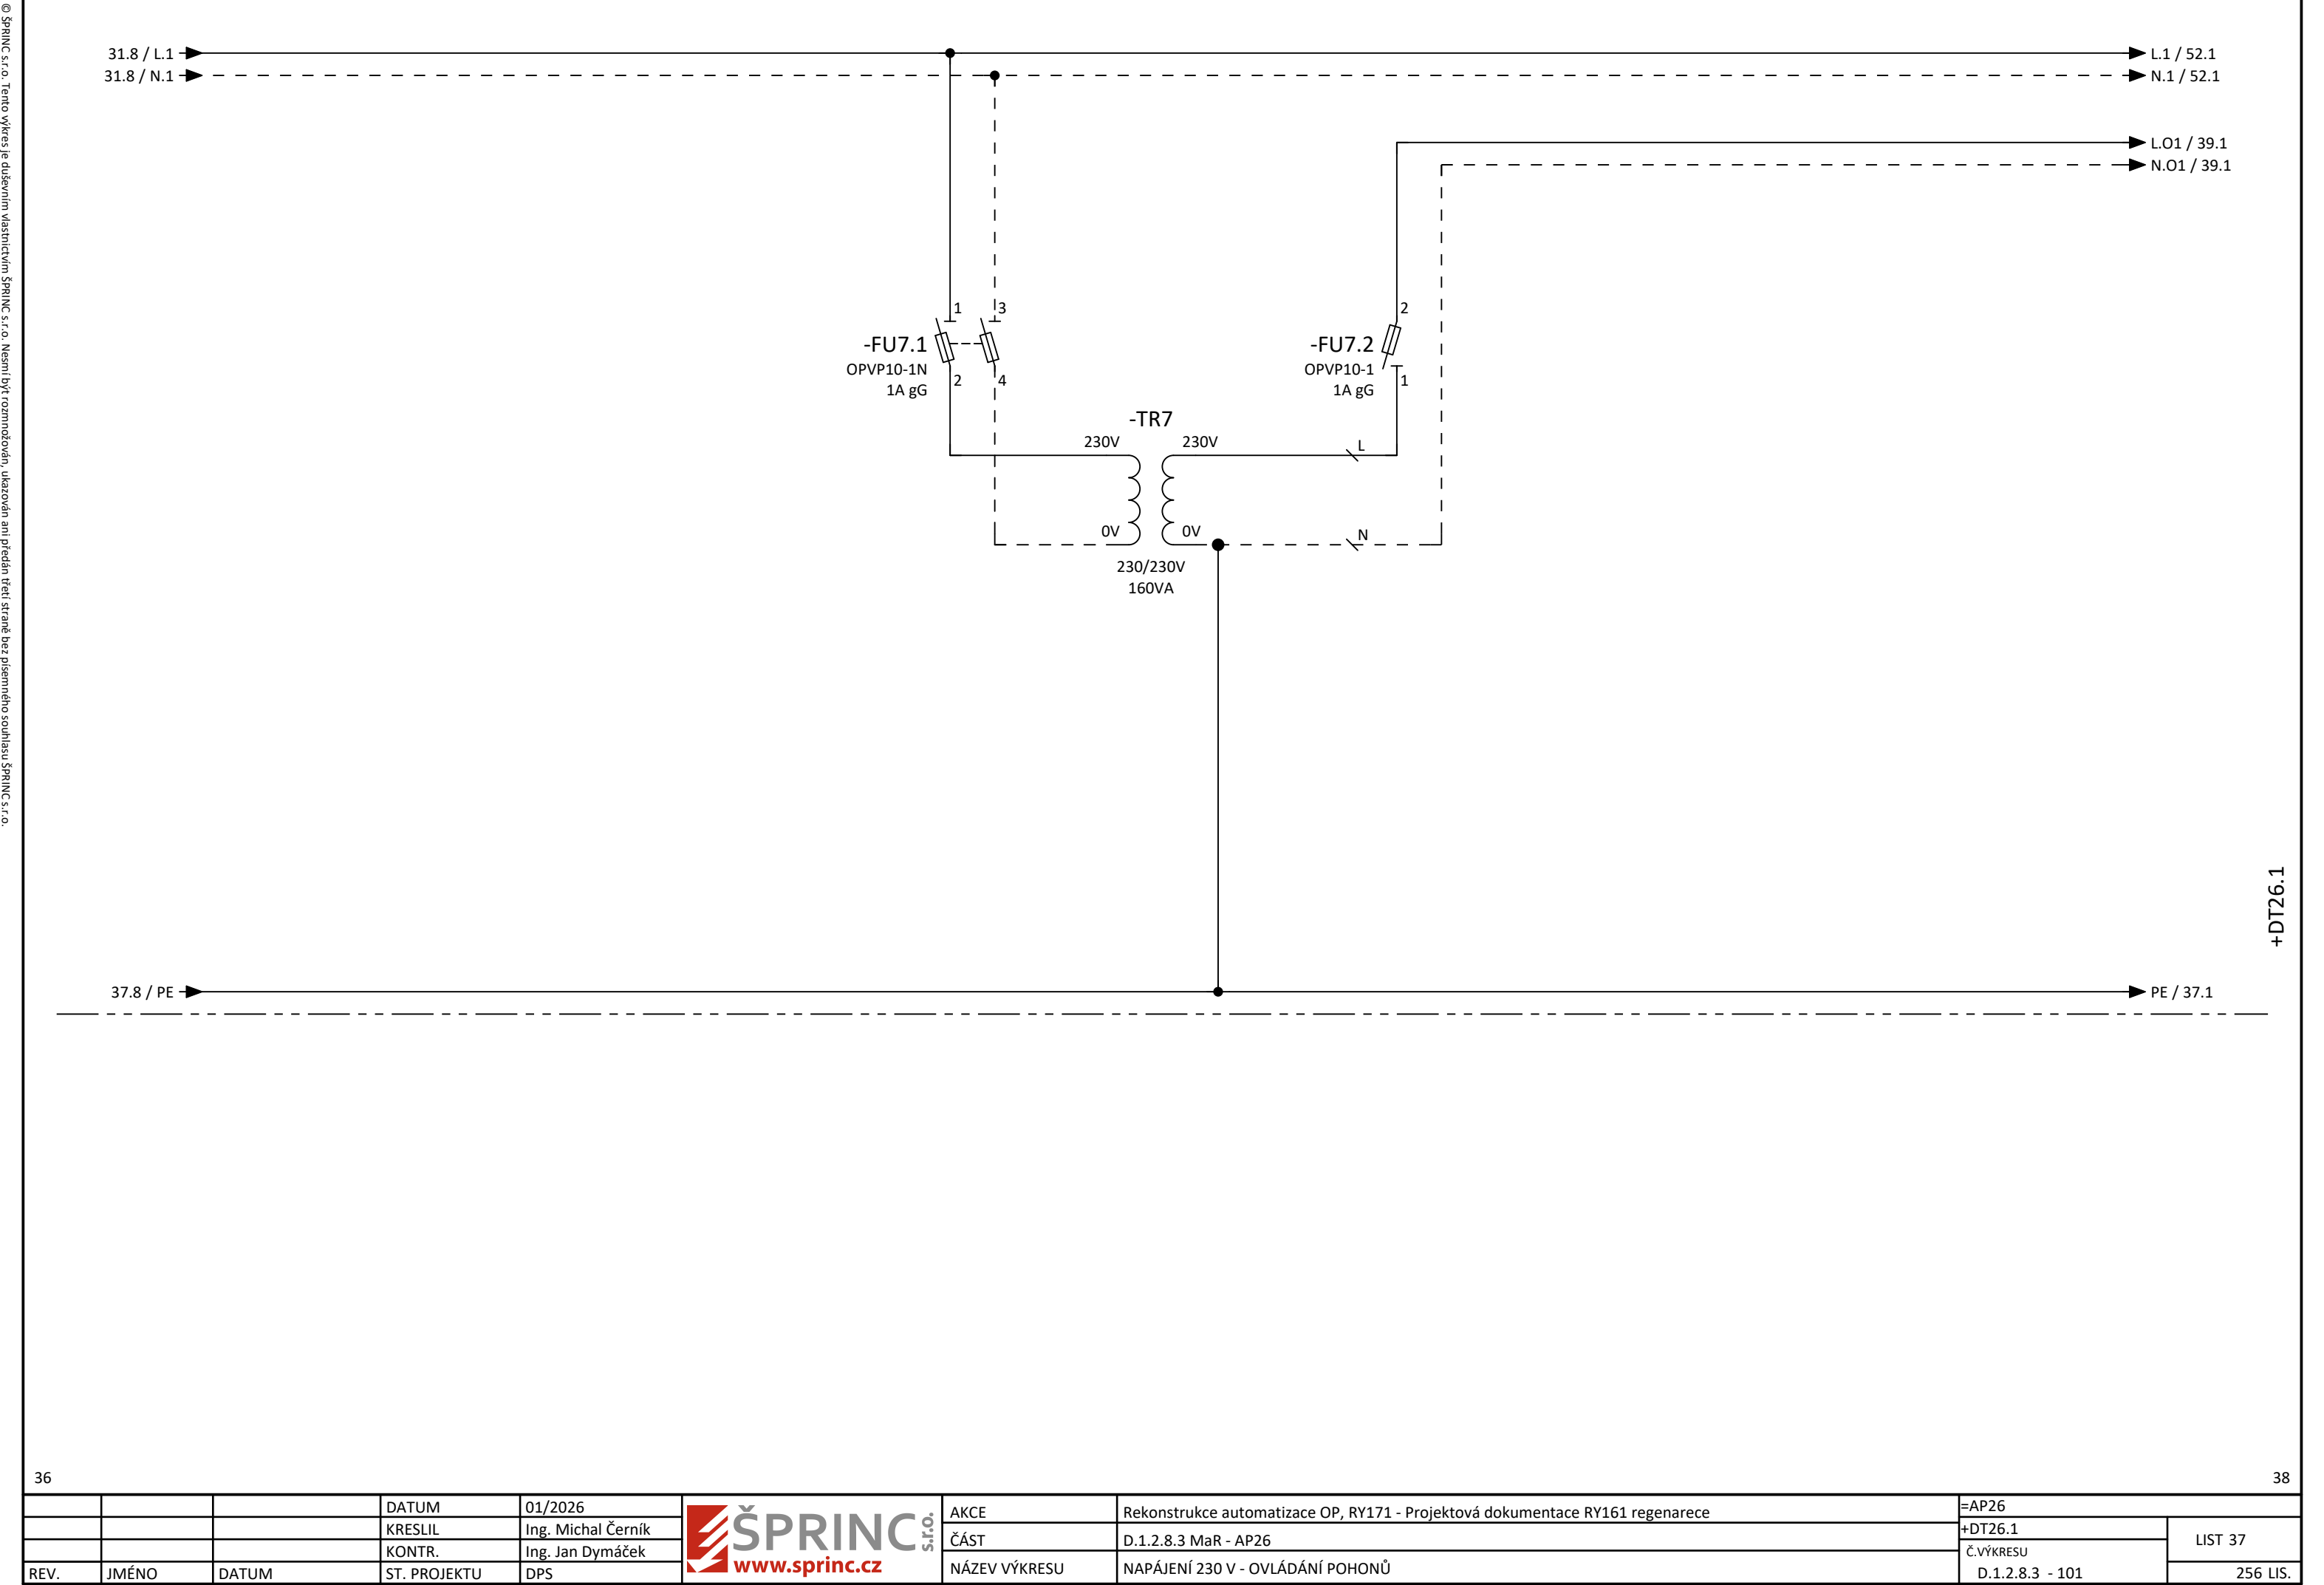 © ŠPRINC s.r.o. Tento výkres je duševním vlastnictvím ŠPRINC s.r.o. Nesmí být rozmnožován, ukazován ani předán třetí straně bez písemného souhlasu ŠPRINC s.r.o.
31.8 / L.1
L.1 / 52.1
31.8 / N.1
N.1 / 52.1
L.O1 / 39.1
N.O1 / 39.1
1
3
2
-FU7.1
-FU7.2
OPVP10-1N
OPVP10-1
1A gG
1A gG
2
4
1
-TR7
230V
230V
L
0V
0V
N
230/230V
160VA
+DT26.1
37.8 / PE
PE / 37.1
36
38
DATUM
01/2026
KRESLIL
Ing. Michal Černík
KONTR.
Ing. Jan Dymáček
REV.
JMÉNO
DATUM
ST. PROJEKTU
DPS
ŠPRINC s.r.o.
www.sprinc.cz
AKCE
Rekonstrukce automatizace OP, RY171 - Projektová dokumentace RY161 regenarece
ČÁST
D.1.2.8.3 MaR - AP26
NÁZEV VÝKRESU
NAPÁJENÍ 230 V - OVLÁDÁNÍ POHONŮ
=AP26
+DT26.1
LIST 37
Č.VÝKRESU
D.1.2.8.3 - 101
256 LIS.